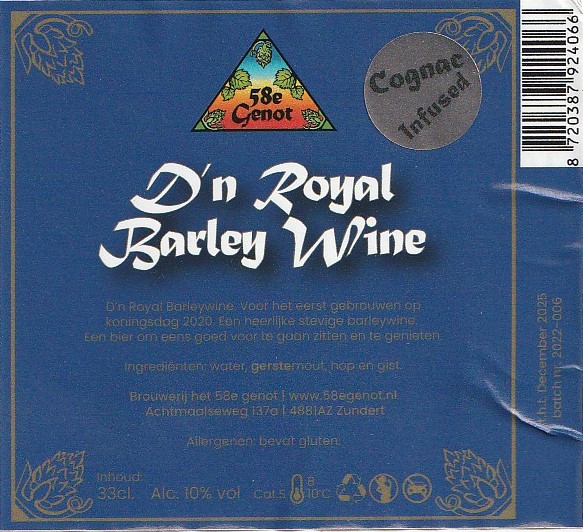 58e
Genot
Cognac
Infused
8 720387 924066
D'n Royal
Barley Wine
D'n Royal Barleywine. Voor het eerst gebrouwen op
koningsdag 2020. Een heerlijke stevige barleywine.
Een bier om eens goed voor te gaan zitten en te genieten.
Ingrediënten: water, gerstemout, hop en gist.
Brouwerij het 58e genot | www.58egenot.nl
Achtmaalseweg 137a | 4881AZ Zundert
Allergenen: bevat gluten.
Inhoud:
33cl. Alc. 10% vol Cat.S 8
10°C
t.h.t. December 2025
batch nr. 2022-006